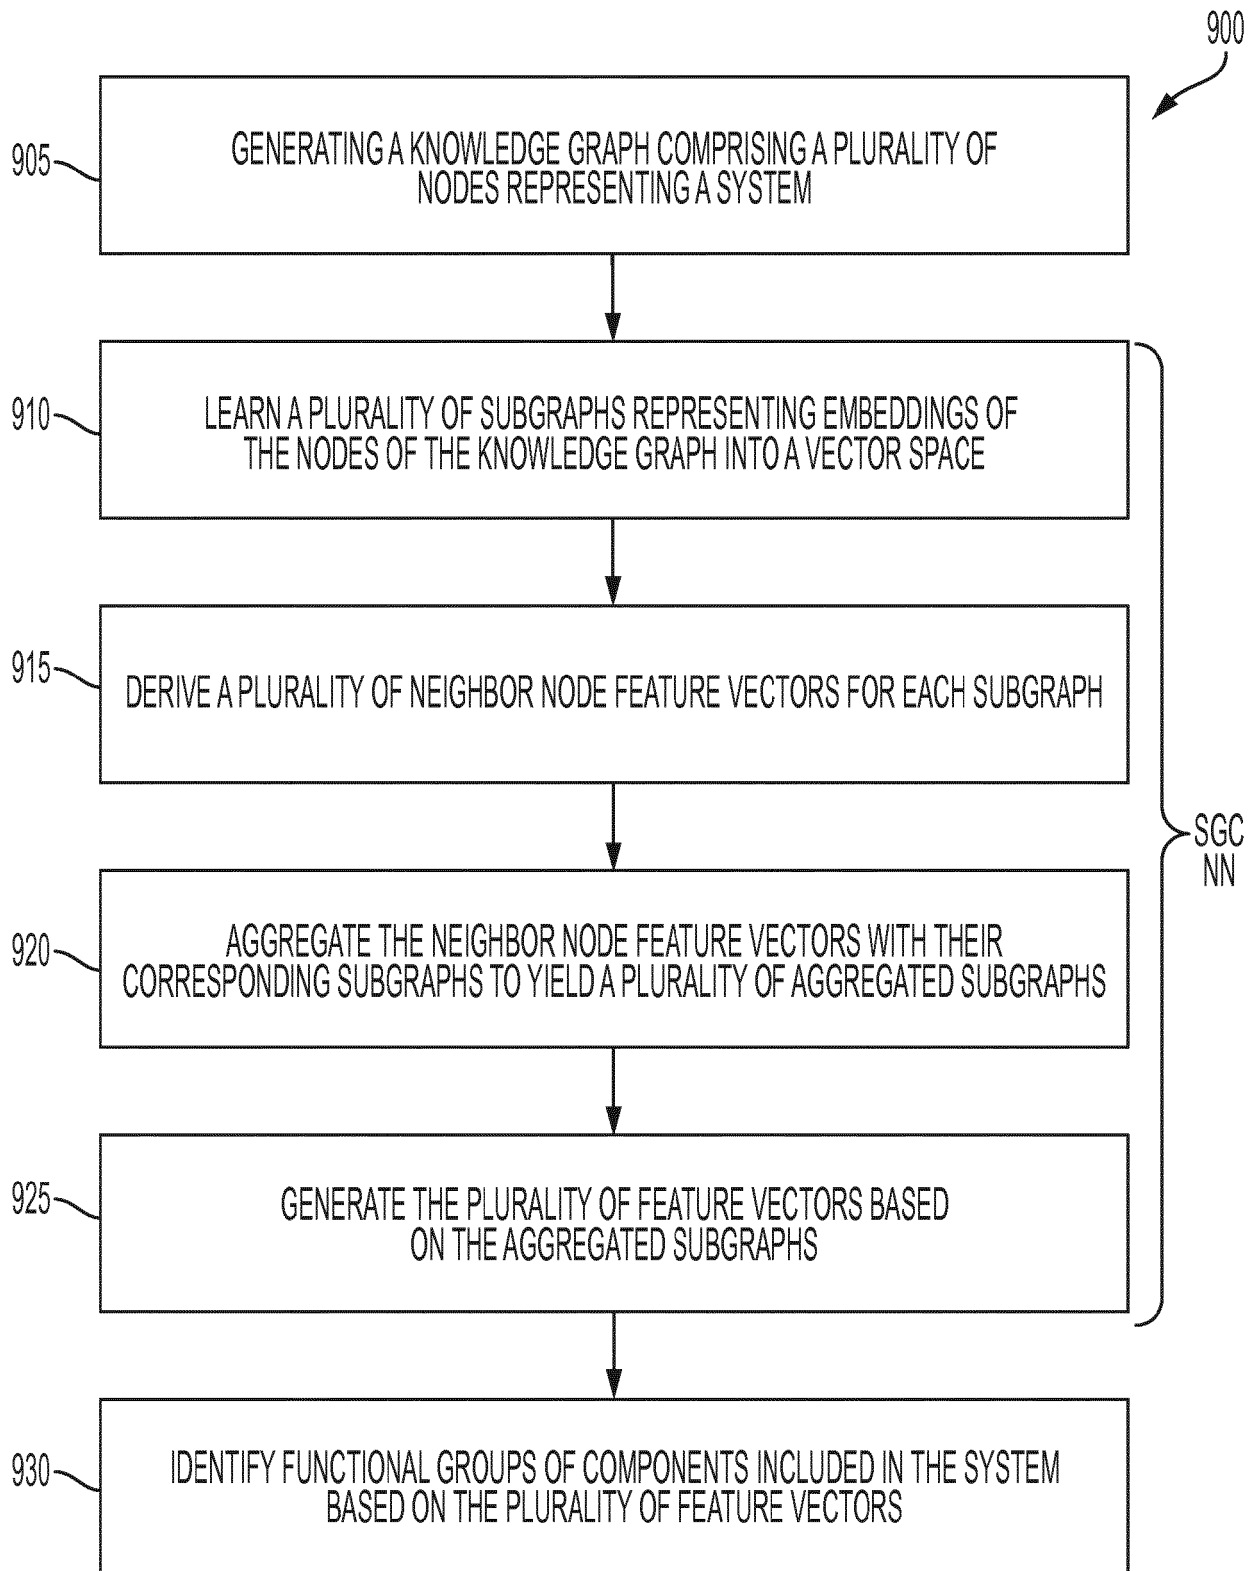 900
905
GENERATING A KNOWLEDGE GRAPH COMPRISING A PLURALITY OF
NODES REPRESENTING A SYSTEM
910
LEARN A PLURALITY OF SUBGRAPHS REPRESENTING EMBEDDINGS OF
THE NODES OF THE KNOWLEDGE GRAPH INTO A VECTOR SPACE
915
DERIVE A PLURALITY OF NEIGHBOR NODE FEATURE VECTORS FOR EACH SUBGRAPH
SGC
NN
920
AGGREGATE THE NEIGHBOR NODE FEATURE VECTORS WITH THEIR
CORRESPONDING SUBGRAPHS TO YIELD A PLURALITY OF AGGREGATED SUBGRAPHS
925
GENERATE THE PLURALITY OF FEATURE VECTORS BASED
ON THE AGGREGATED SUBGRAPHS
930
IDENTIFY FUNCTIONAL GROUPS OF COMPONENTS INCLUDED IN THE SYSTEM
BASED ON THE PLURALITY OF FEATURE VECTORS